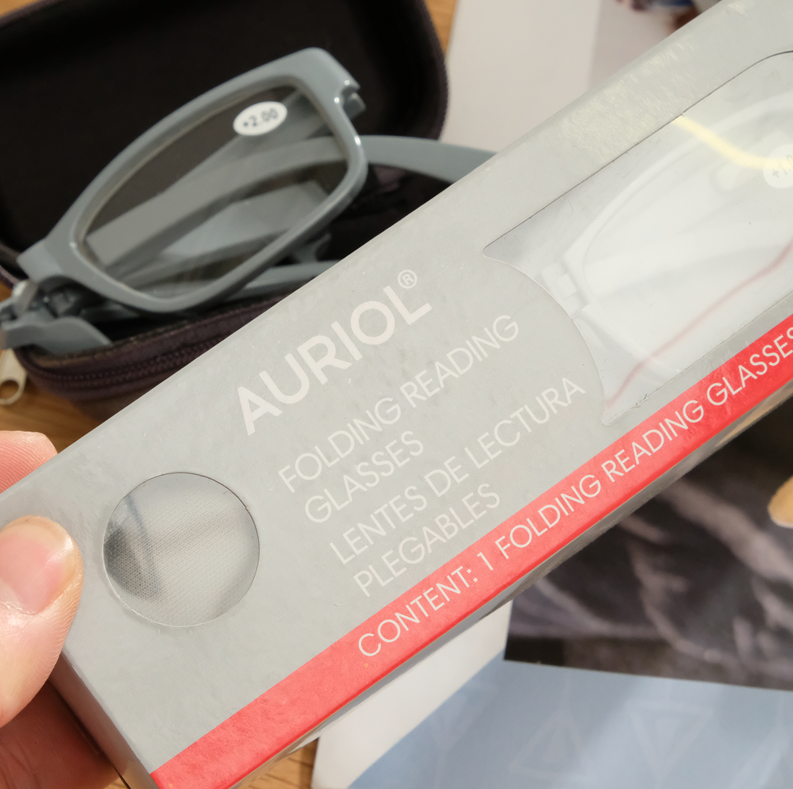 +2.00
AURIOL®
FOLDING READING
GLASSES
LENTES DE LECTURA
PLEGABLES
CONTENT: 1 FOLDING READING GLASSES